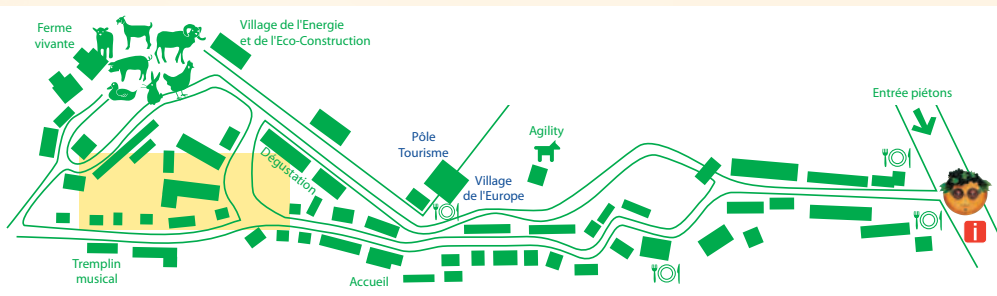 Ferme
vivante
Village de l'Energie
et de l'Eco-Construction
Entrée piétons
Pôle
Tourisme
Agility
Dégustation
Village
de l'Europe
Tremplin
musical
Accueil
i